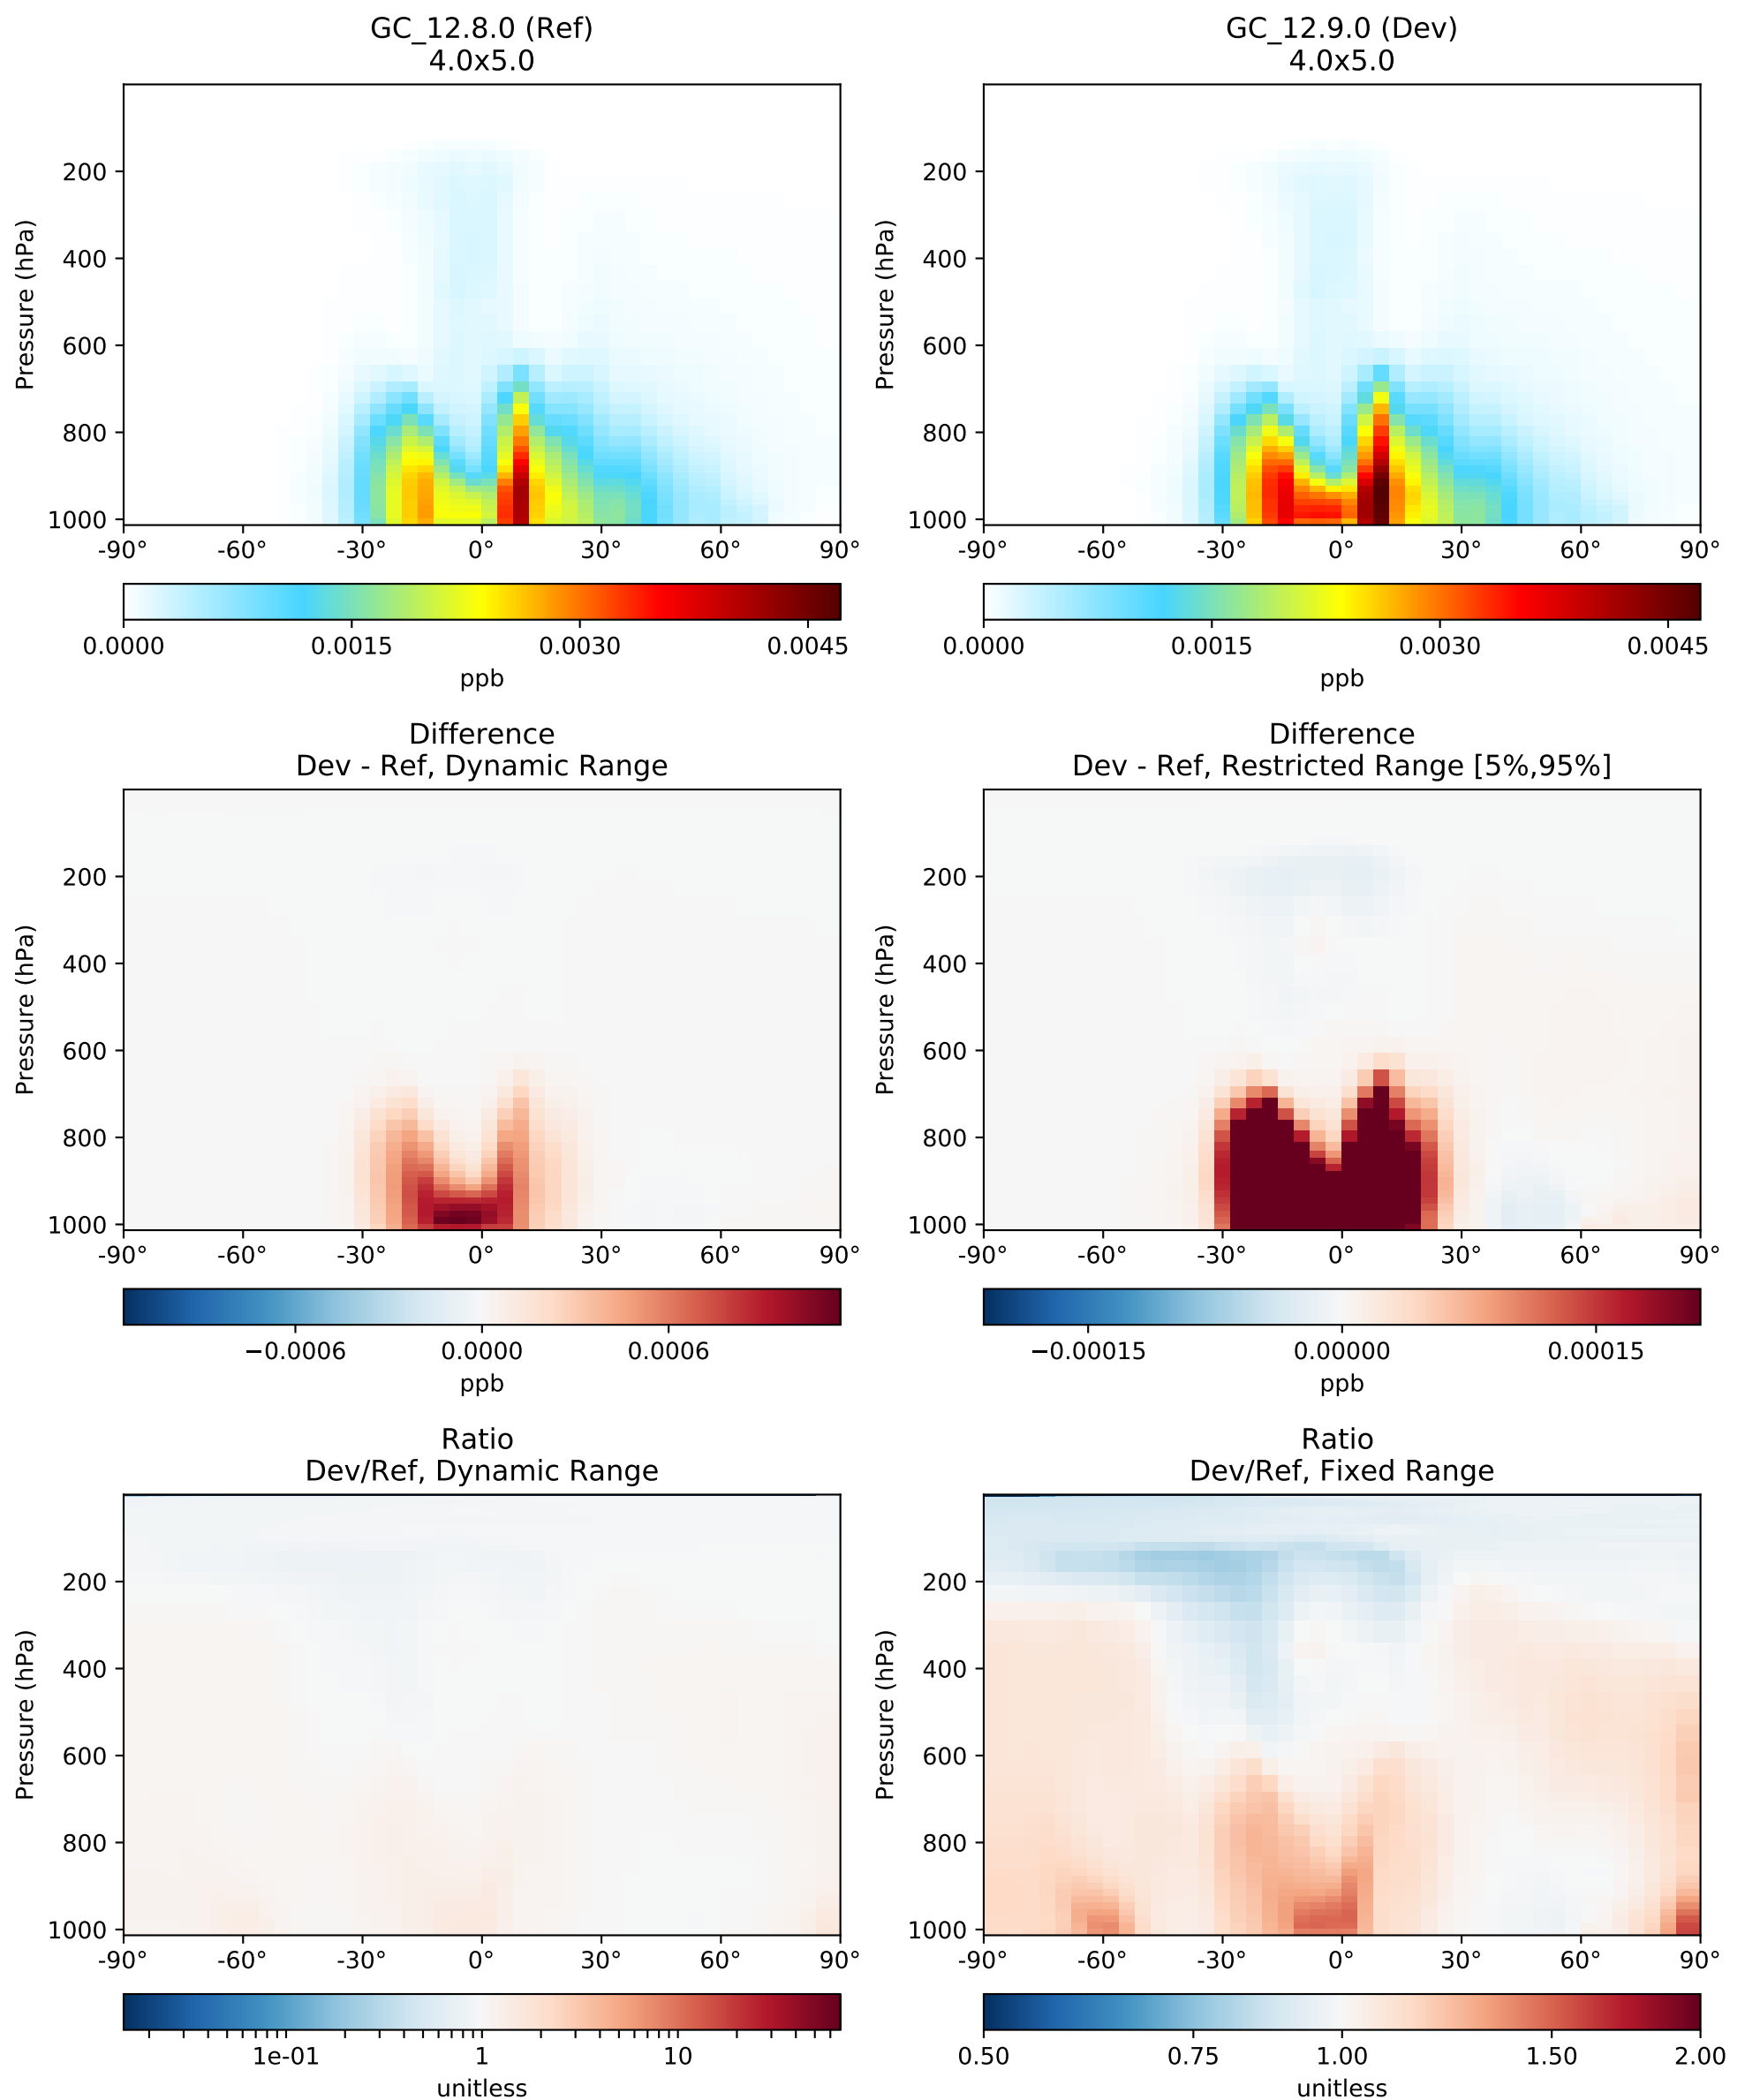 GC_12.8.0 (Ref)
4.0x5.0
GC_12.9.0 (Dev)
4.0x5.0
Pressure (hPa)
200
400
600
800
1000
-90° -60° -30° 0° 30° 60° 90°
0.0000 0.0015 0.0030 0.0045
ppb
Pressure (hPa)
200
400
600
800
1000
-90° -60° -30° 0° 30° 60° 90°
0.0000 0.0015 0.0030 0.0045
ppb
Difference
Dev - Ref, Dynamic Range
Difference
Dev - Ref, Restricted Range [5%,95%]
Pressure (hPa)
200
400
600
800
1000
-90° -60° -30° 0° 30° 60° 90°
−0.0006 0.0000 0.0006
ppb
Pressure (hPa)
200
400
600
800
1000
-90° -60° -30° 0° 30° 60° 90°
−0.00015 0.00000 0.00015
ppb
Ratio
Dev/Ref, Dynamic Range
Ratio
Dev/Ref, Fixed Range
Pressure (hPa)
200
400
600
800
1000
-90° -60° -30° 0° 30° 60° 90°
1e-01 1 10
unitless
Pressure (hPa)
200
400
600
800
1000
-90° -60° -30° 0° 30° 60° 90°
0.50 0.75 1.00 1.50 2.00
unitless